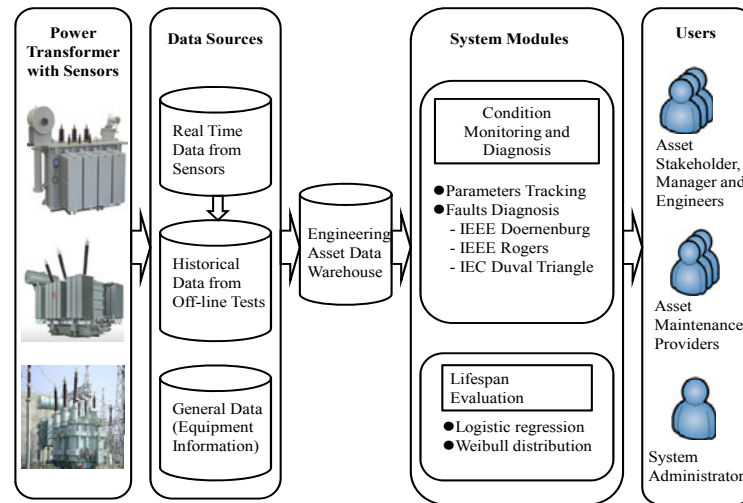 Power
Transformer
with Sensors
Data Sources
Real Time
Data from
Sensors
Historical
Data from
Off-line Tests
General Data
(Equipment
Information)
Engineering
Asset Data
Warehouse
System Modules
Condition
Monitoring and
Diagnosis
●Parameters Tracking
●Faults Diagnosis
- IEEE Doernenburg
- IEEE Rogers
- IEC Duval Triangle
Lifespan
Evaluation
●Logistic regression
●Weibull distribution
Users
Asset
Stakeholder,
Manager and
Engineers
Asset
Maintenance
Providers
System
Administrator